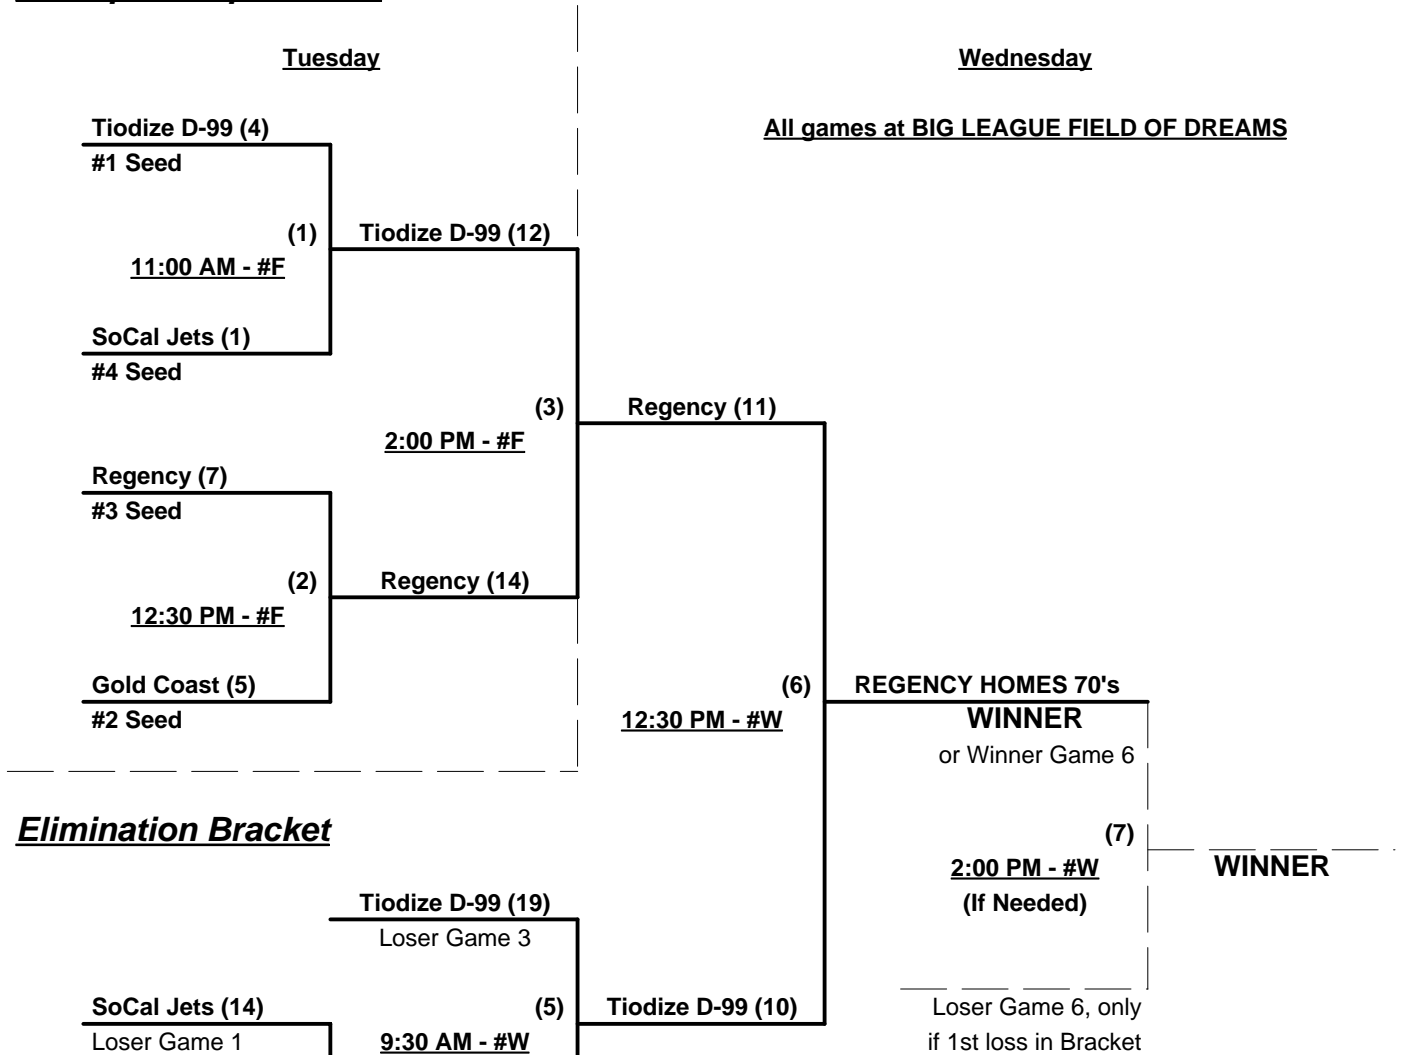 Tuesday
Wednesday
Tiodize D-99 (4)
All games at BIG LEAGUE FIELD OF DREAMS
#1 Seed
(1)
Tiodize D-99 (12)
11:00 AM - #F
SoCal Jets (1)
#4 Seed
(3)
Regency (11)
2:00 PM - #F
Regency (7)
#3 Seed
(2)
Regency (14)
12:30 PM - #F
Gold Coast (5)
#2 Seed
(6)
REGENCY HOMES 70's
12:30 PM - #W
WINNER
or Winner Game 6
Elimination Bracket
(7)
2:00 PM - #W
WINNER
(If Needed)
Tiodize D-99 (19)
Loser Game 3
SoCal Jets (14)
(5)
Tiodize D-99 (10)
Loser Game 6, only
Loser Game 1
9:30 AM - #W
if 1st loss in Bracket